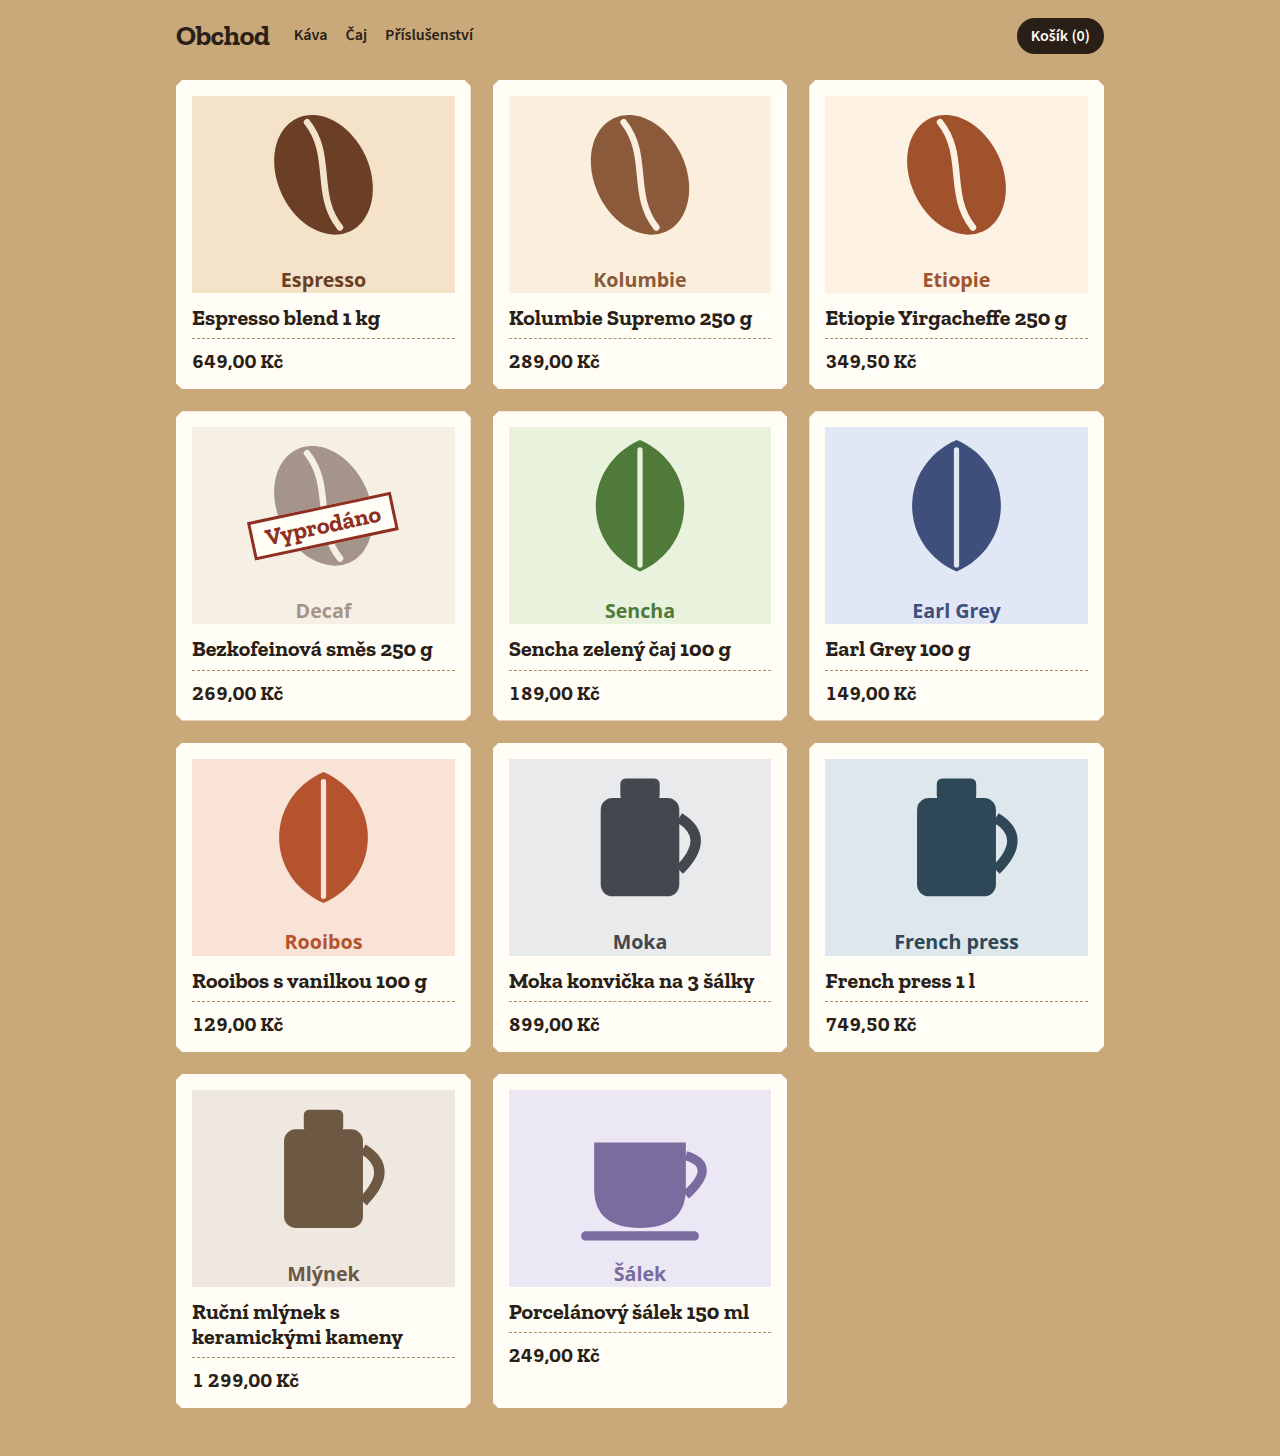 Obchod
Káva
Čaj
Příslušenství
Košík (0)
Espresso
Kolumbie
Etiopie
Espresso blend 1 kg
Kolumbie Supremo 250 g
Etiopie Yirgacheffe 250 g
649,00 Kč
289,00 Kč
349,50 Kč
Vyprodáno
Decaf
Sencha
Earl Grey
Bezkofeinová směs 250 g
Sencha zelený čaj 100 g
Earl Grey 100 g
269,00 Kč
189,00 Kč
149,00 Kč
Rooibos
Moka
French press
Rooibos s vanilkou 100 g
Moka konvička na 3 šálky
French press 1 l
129,00 Kč
899,00 Kč
749,50 Kč
Mlýnek
Šálek
Ruční mlýnek s
keramickými kameny
Porcelánový šálek 150 ml
1 299,00 Kč
249,00 Kč